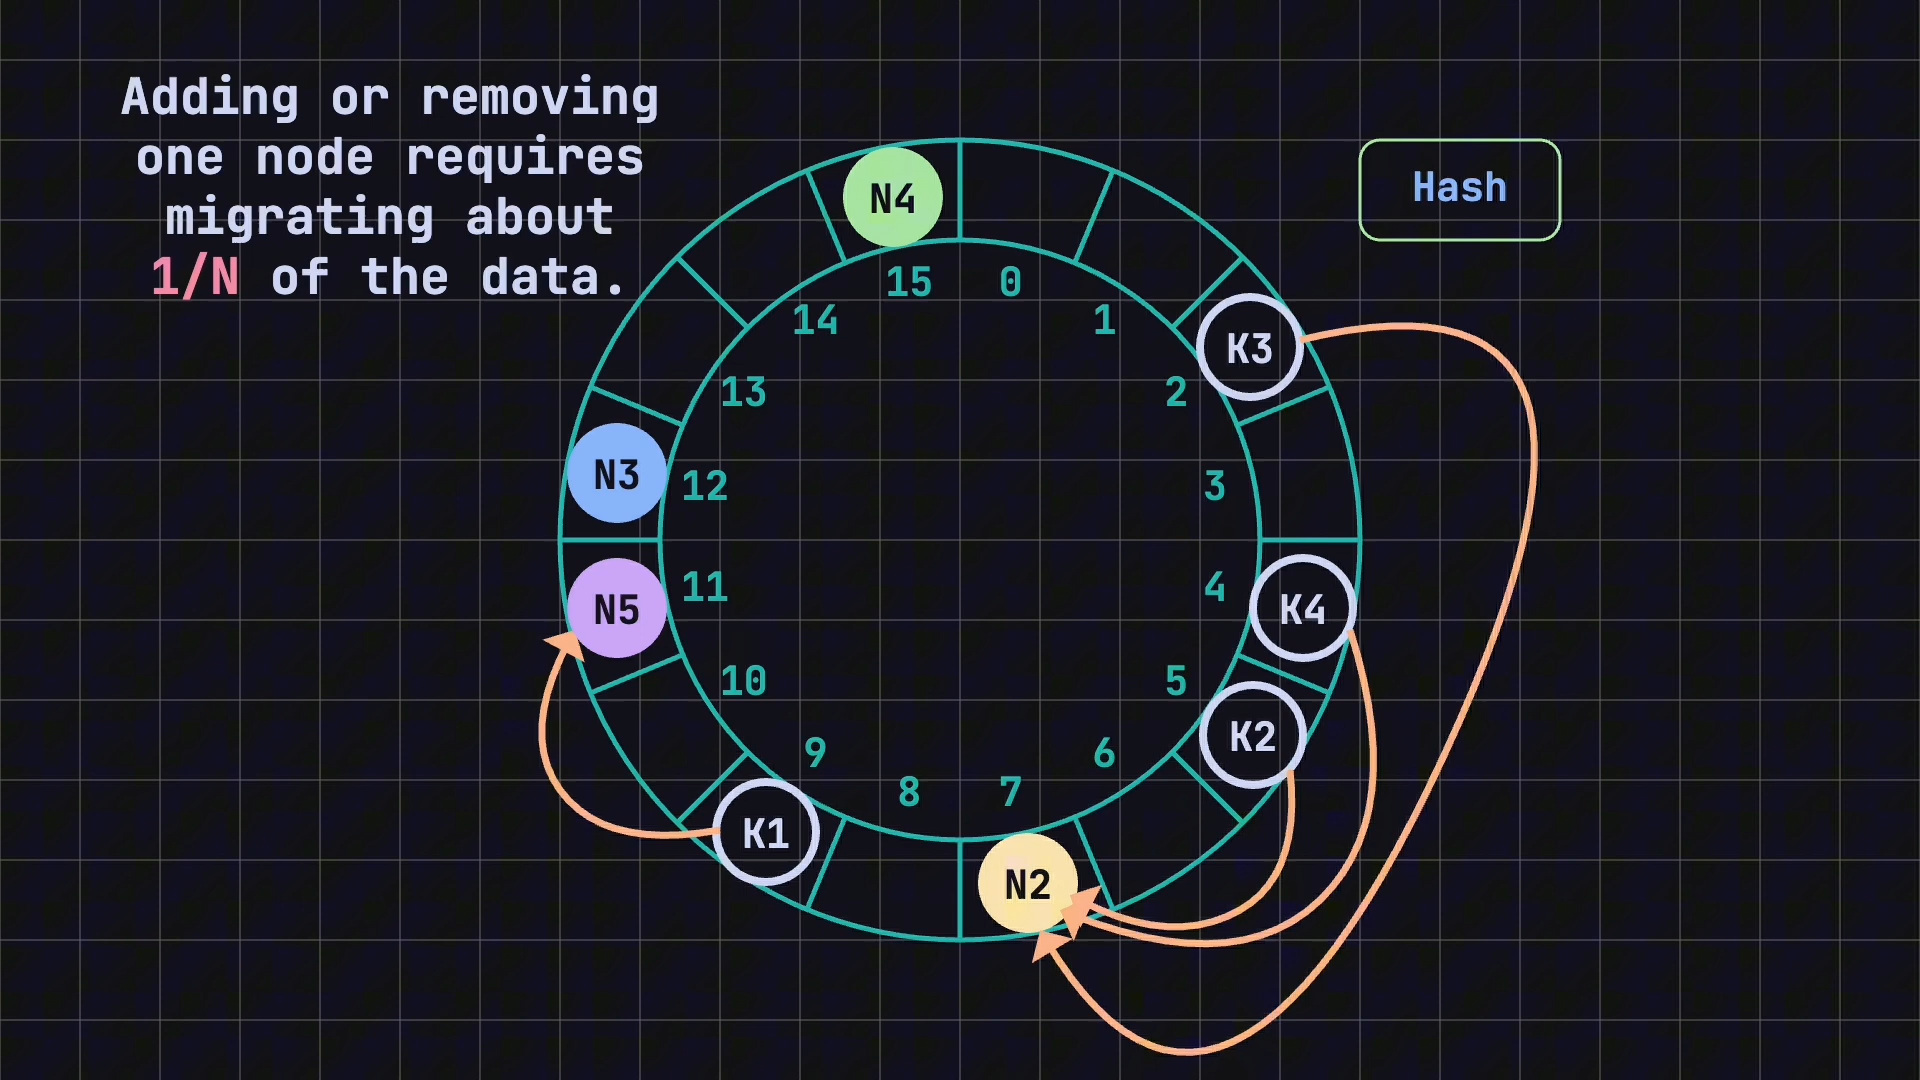 Adding or removing
one node requires
migrating about
1/N of the data.
Hash
N4
15
0
14
1
K3
13
2
N3
12
3
N5
11
4
K4
10
5
K2
9
6
K1
8
7
N2